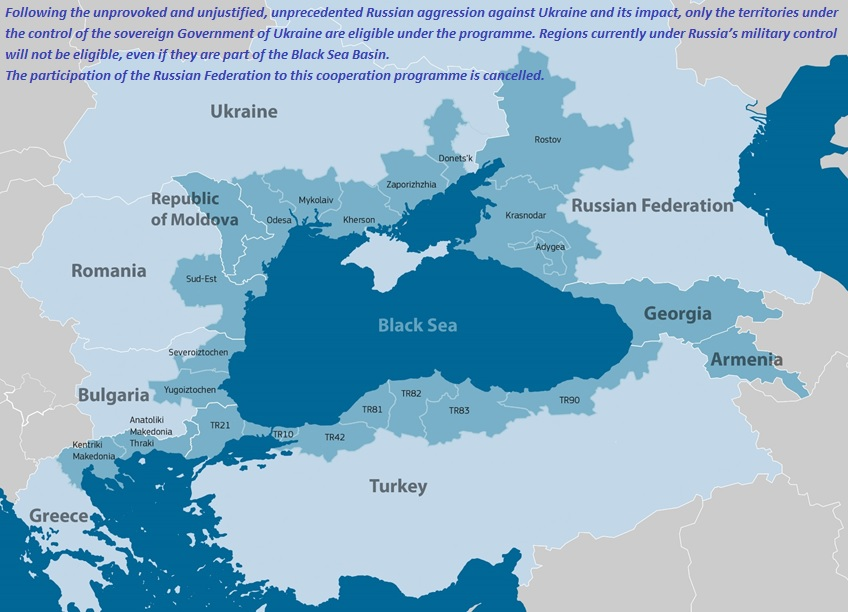 Following the unprovoked and unjustified, unprecedented Russian aggression against Ukraine and its impact, only the territories under
the control of the sovereign Government of Ukraine are eligible under the programme. Regions currently under Russia's military control
will not be eligible, even if they are part of the Black Sea Basin.
The participation of the Russian Federation to this cooperation programme is cancelled.
Ukraine
Rostov
Donets'k
Zaporizhzhia
Republic
of Moldova
Mykolaiv
Odesa
Kherson
Krasnodar
Russian Federation
Adygea
Romania
Sud-Est
Georgia
Black Sea
Severoiztochen
Armenia
Bulgaria
Yugoiztochen
TR82
TR90
TR81
TR83
Anatoliki
Makedonia
Thraki
TR21
TR10
TR42
Kentriki
Makedonia
Turkey
Greece